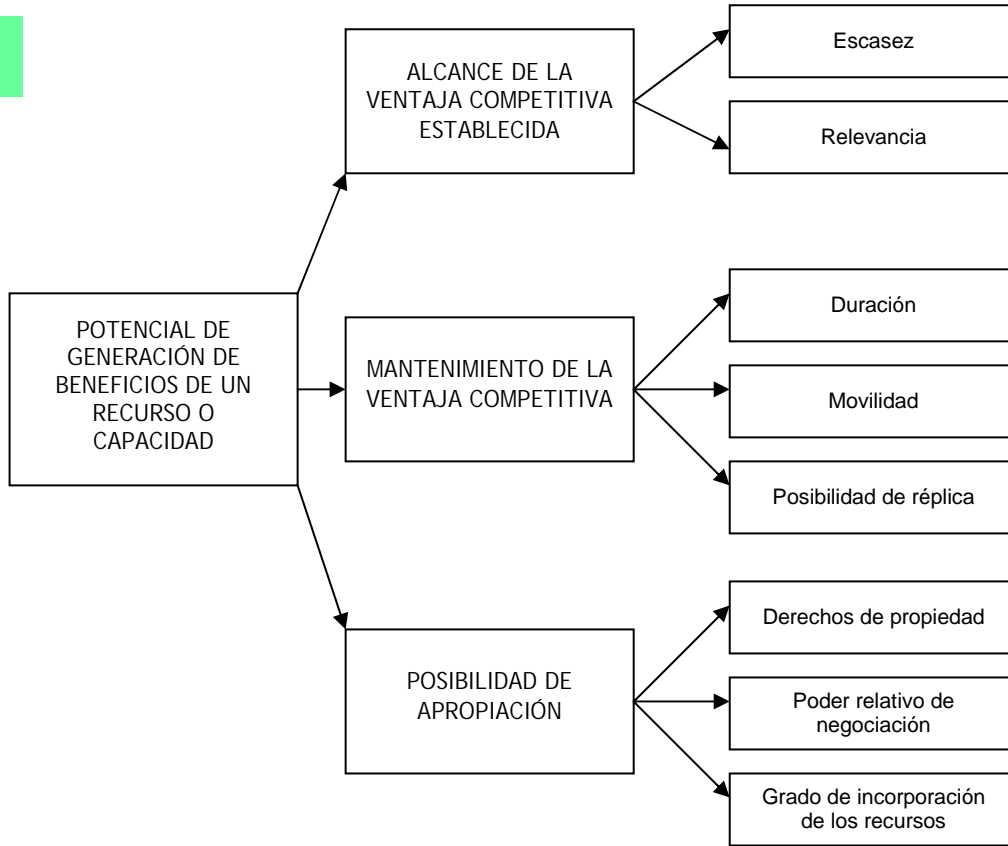 POTENCIAL DE
GENERACIÓN DE
BENEFICIOS DE UN
RECURSO O
CAPACIDAD
ALCANCE DE LA
VENTAJA COMPETITIVA
ESTABLECIDA
Escasez
Relevancia
MANTENIMIENTO DE LA
VENTAJA COMPETITIVA
Duración
Movilidad
Posibilidad de réplica
POSIBILIDAD DE
APROPIACIÓN
Derechos de propiedad
Poder relativo de
negociación
Grado de incorporación
de los recursos